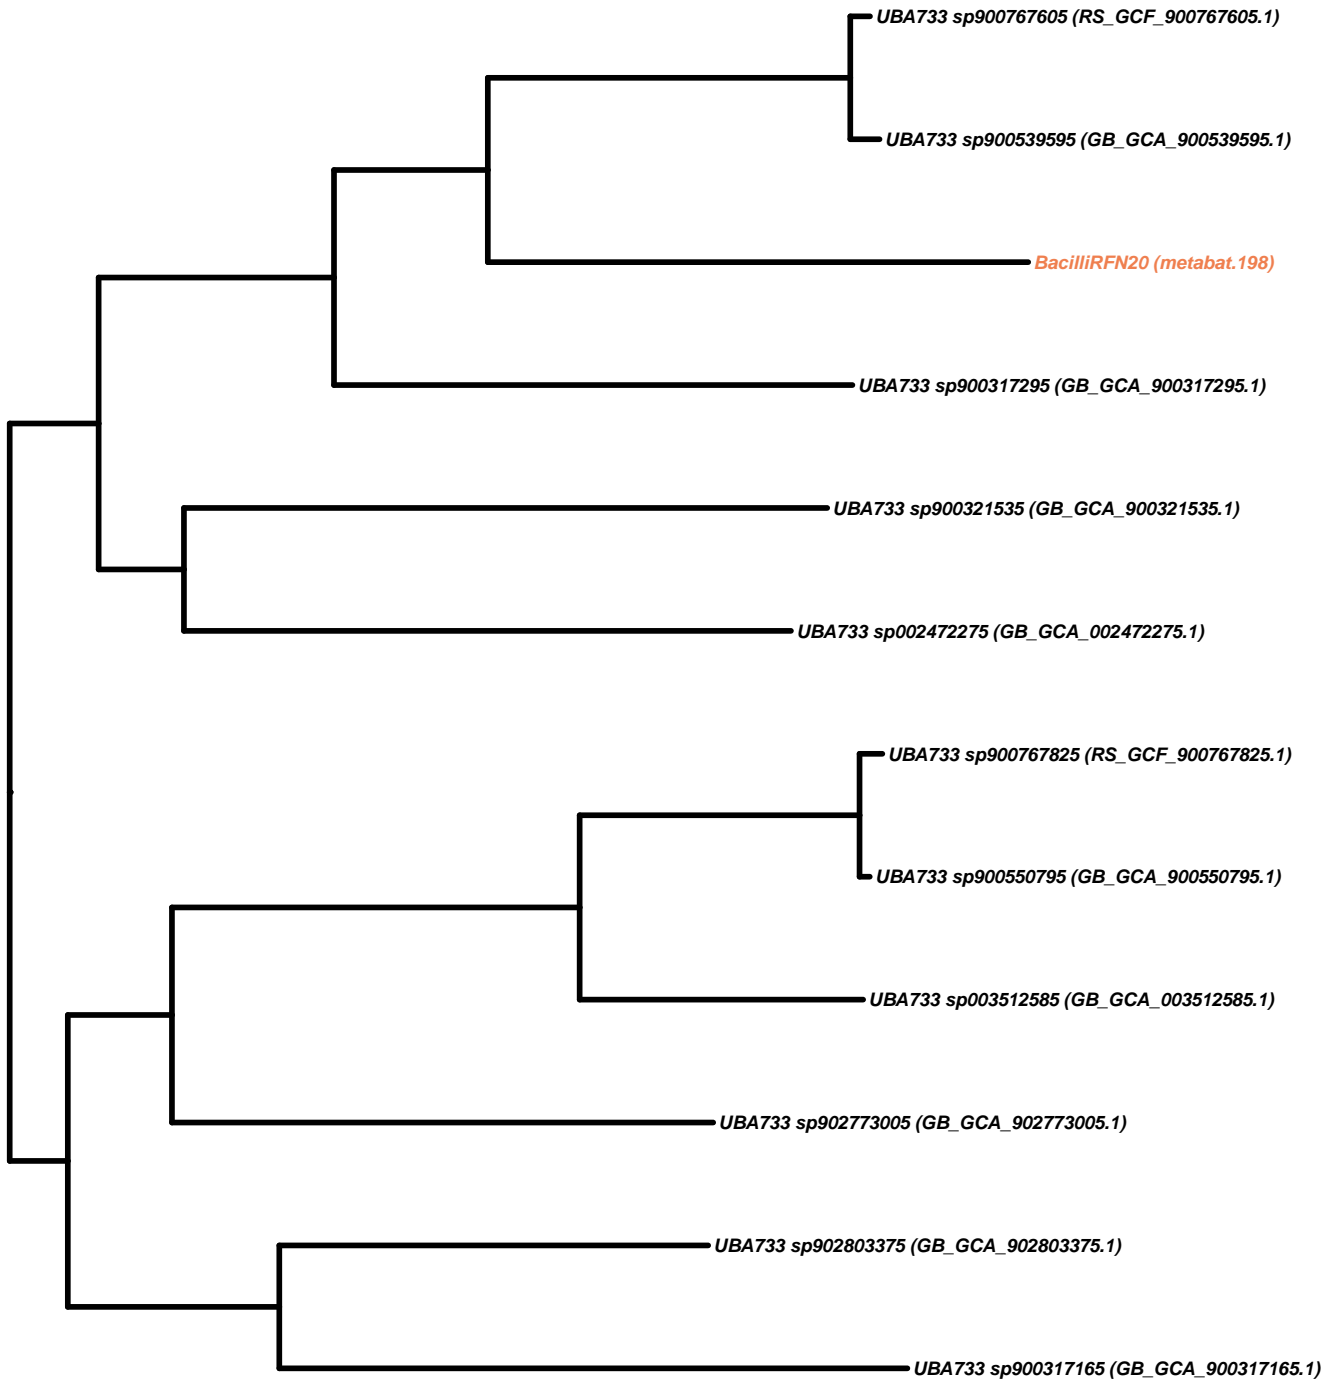 UBA733 sp900767605 (RS_GCF_900767605.1)
UBA733 sp900539595 (GB_GCA_900539595.1)
BacilliRFN20 (metabat.198)
UBA733 sp900317295 (GB_GCA_900317295.1)
UBA733 sp900321535 (GB_GCA_900321535.1)
UBA733 sp002472275 (GB_GCA_002472275.1)
UBA733 sp900767825 (RS_GCF_900767825.1)
UBA733 sp900550795 (GB_GCA_900550795.1)
UBA733 sp003512585 (GB_GCA_003512585.1)
UBA733 sp902773005 (GB_GCA_902773005.1)
UBA733 sp902803375 (GB_GCA_902803375.1)
UBA733 sp900317165 (GB_GCA_900317165.1)